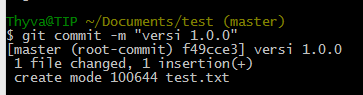 Thyva@TIP ~/Documents/test (master)
$ git commit -m "versi 1.0.0"
[master (root-commit) f49cce3] versi 1.0.0
 1 file changed, 1 insertion(+)
 create mode 100644 test.txt